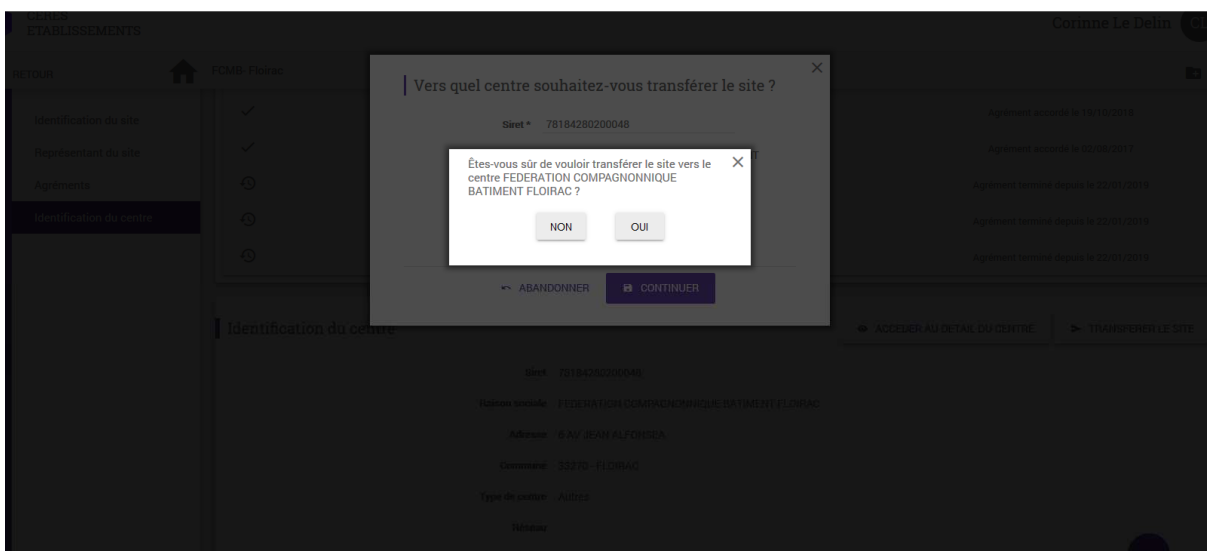 CERES
ETABLISSEMENTS
Corinne Le Delin
RETOUR
FCMB- Floirac
Identification du site
Représentant du site
Agréments
Identification du centre
Vers quel centre souhaitez-vous transférer le site ?
Siret * 78184280200048
Êtes-vous sûr de vouloir transférer le site vers le
centre FEDERATION COMPAGNONNIQUE
BATIMENT FLOIRAC ?
NON OUI
ABANDONNER CONTINUER
Agrément accordé le 19/10/2018
Agrément accordé le 02/08/2017
Agrément terminé depuis le 22/01/2019
Agrément terminé depuis le 22/01/2019
Agrément terminé depuis le 22/01/2019
Identification du centre
ACCEDER AU DETAIL DU CENTRE TRANSFERER LE SITE
Siret 78184280200048
Raison sociale FEDERATION COMPAGNONNIQUE BATIMENT FLOIRAC
Adresse 6 AV JEAN ALFONSEA
Commune 33270 - FLOIRAC
Type de centre Autres
Réseau